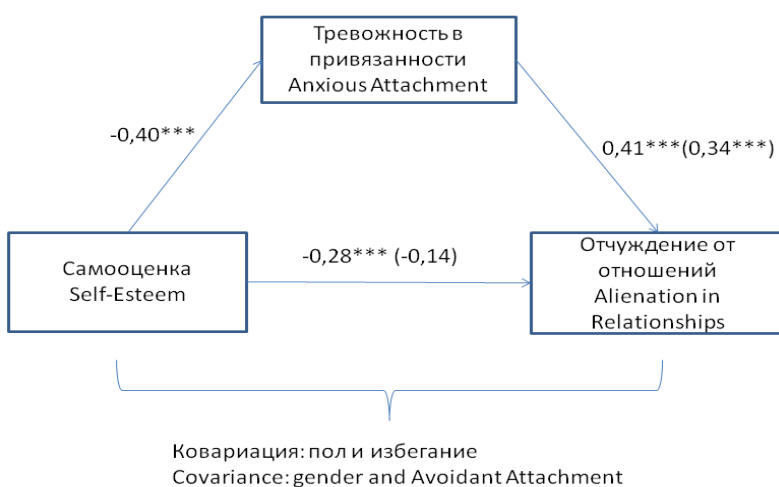 Тревожность в
привязанности
Anxious Attachment
-0,40***
0,41***(0,34***)
Самооценка
Self-Esteem
-0,28*** (-0,14)
Отчуждение от
отношений
Alienation in
Relationships
Ковариация: пол и избегание
Covariance: gender and Avoidant Attachment